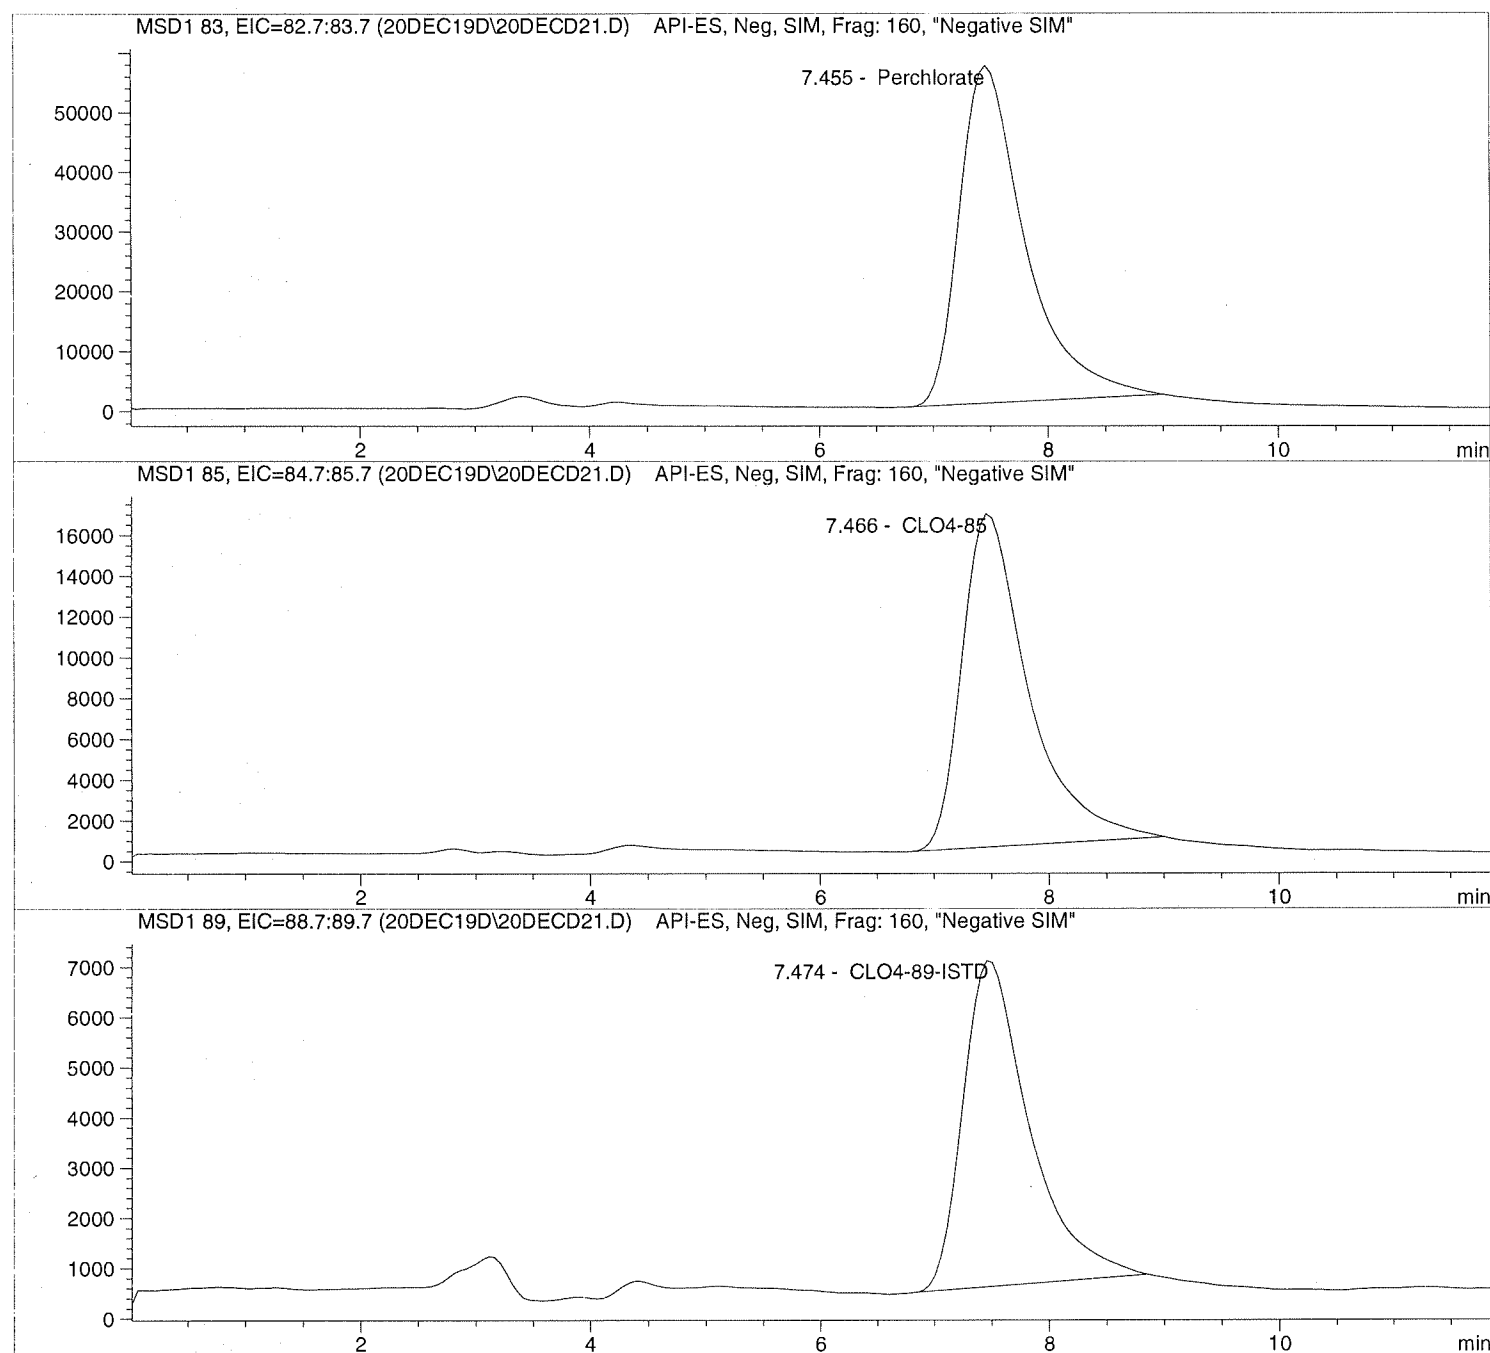 MSD1 83, EIC=82.7:83.7 (20DEC19D\20DECD21.D) API-ES, Neg, SIM, Frag: 160, "Negative SIM"
7.455 - Perchlorate
50000
40000
30000
20000
10000
0
2 4 6 8 10 min
MSD1 85, EIC=84.7:85.7 (20DEC19D\20DECD21.D) API-ES, Neg, SIM, Frag: 160, "Negative SIM"
7.466 - CLO4-85
16000
14000
12000
10000
8000
6000
4000
2000
0
2 4 6 8 10 min
MSD1 89, EIC=88.7:89.7 (20DEC19D\20DECD21.D) API-ES, Neg, SIM, Frag: 160, "Negative SIM"
7.474 - CLO4-89-ISTD
7000
6000
5000
4000
3000
2000
1000
0
2 4 6 8 10 min